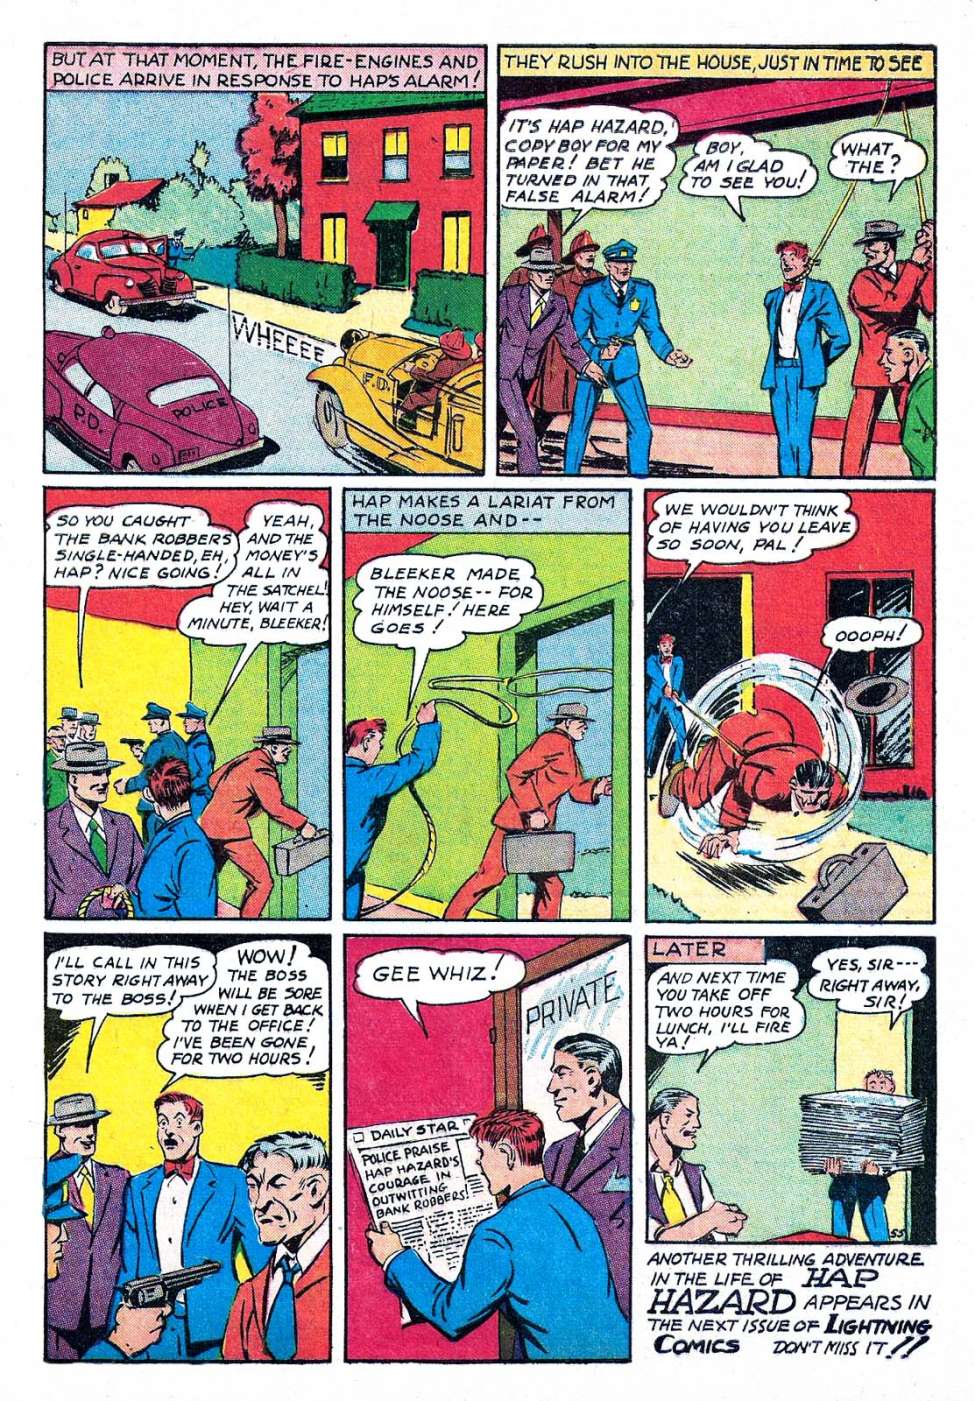 BUT AT THAT MOMENT, THE FIRE-ENGINES AND
POLICE ARRIVE IN RESPONSE TO HAP'S ALARM!
WHEEEE
P.D.
POLICE
F.D.
THEY RUSH INTO THE HOUSE, JUST IN TIME TO SEE
IT'S HAP HAZARD,
COPY BOY FOR MY
PAPER! BET HE
TURNED IN THAT
FALSE ALARM!
BOY,
AM I GLAD
TO SEE YOU!
WHAT
THE?
SO YOU CAUGHT
THE BANK ROBBERS
SINGLE-HANDED, EH,
HAP? NICE GOING!
YEAH,
AND THE
MONEY'S
ALL IN
THE SATCHEL!
HEY, WAIT A
MINUTE, BLEEKER!
HAP MAKES A LARIAT FROM
THE NOOSE AND--
BLEEKER MADE
THE NOOSE-- FOR
HIMSELF! HERE
GOES!
WE WOULDN'T THINK
OF HAVING YOU LEAVE
SO SOON, PAL!
OOOPH!
I'LL CALL IN THIS
STORY RIGHT AWAY
TO THE BOSS!
WOW!
THE BOSS
WILL BE SORE
WHEN I GET BACK
TO THE OFFICE!
I'VE BEEN GONE
FOR TWO HOURS!
GEE WHIZ!
PRIVATE
DAILY STAR
POLICE PRAISE
HAP HAZARD'S
COURAGE IN
OUTWITTING
BANK ROBBERS!
LATER
AND NEXT TIME
YOU TAKE OFF
TWO HOURS FOR
LUNCH, I'LL FIRE
YA!
YES, SIR---
RIGHT AWAY,
SIR!
55
ANOTHER THRILLING ADVENTURE
IN THE LIFE OF HAP
HAZARD APPEARS IN
THE NEXT ISSUE OF LIGHTNING
COMICS DON'T MISS IT!!